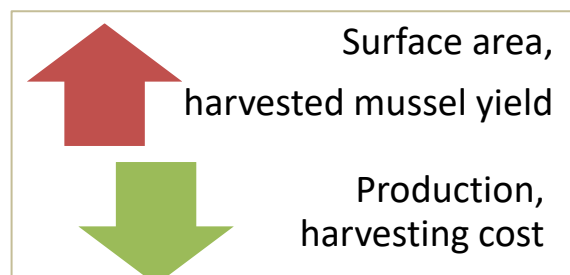 Surface area,
harvested mussel yield
Production,
harvesting cost